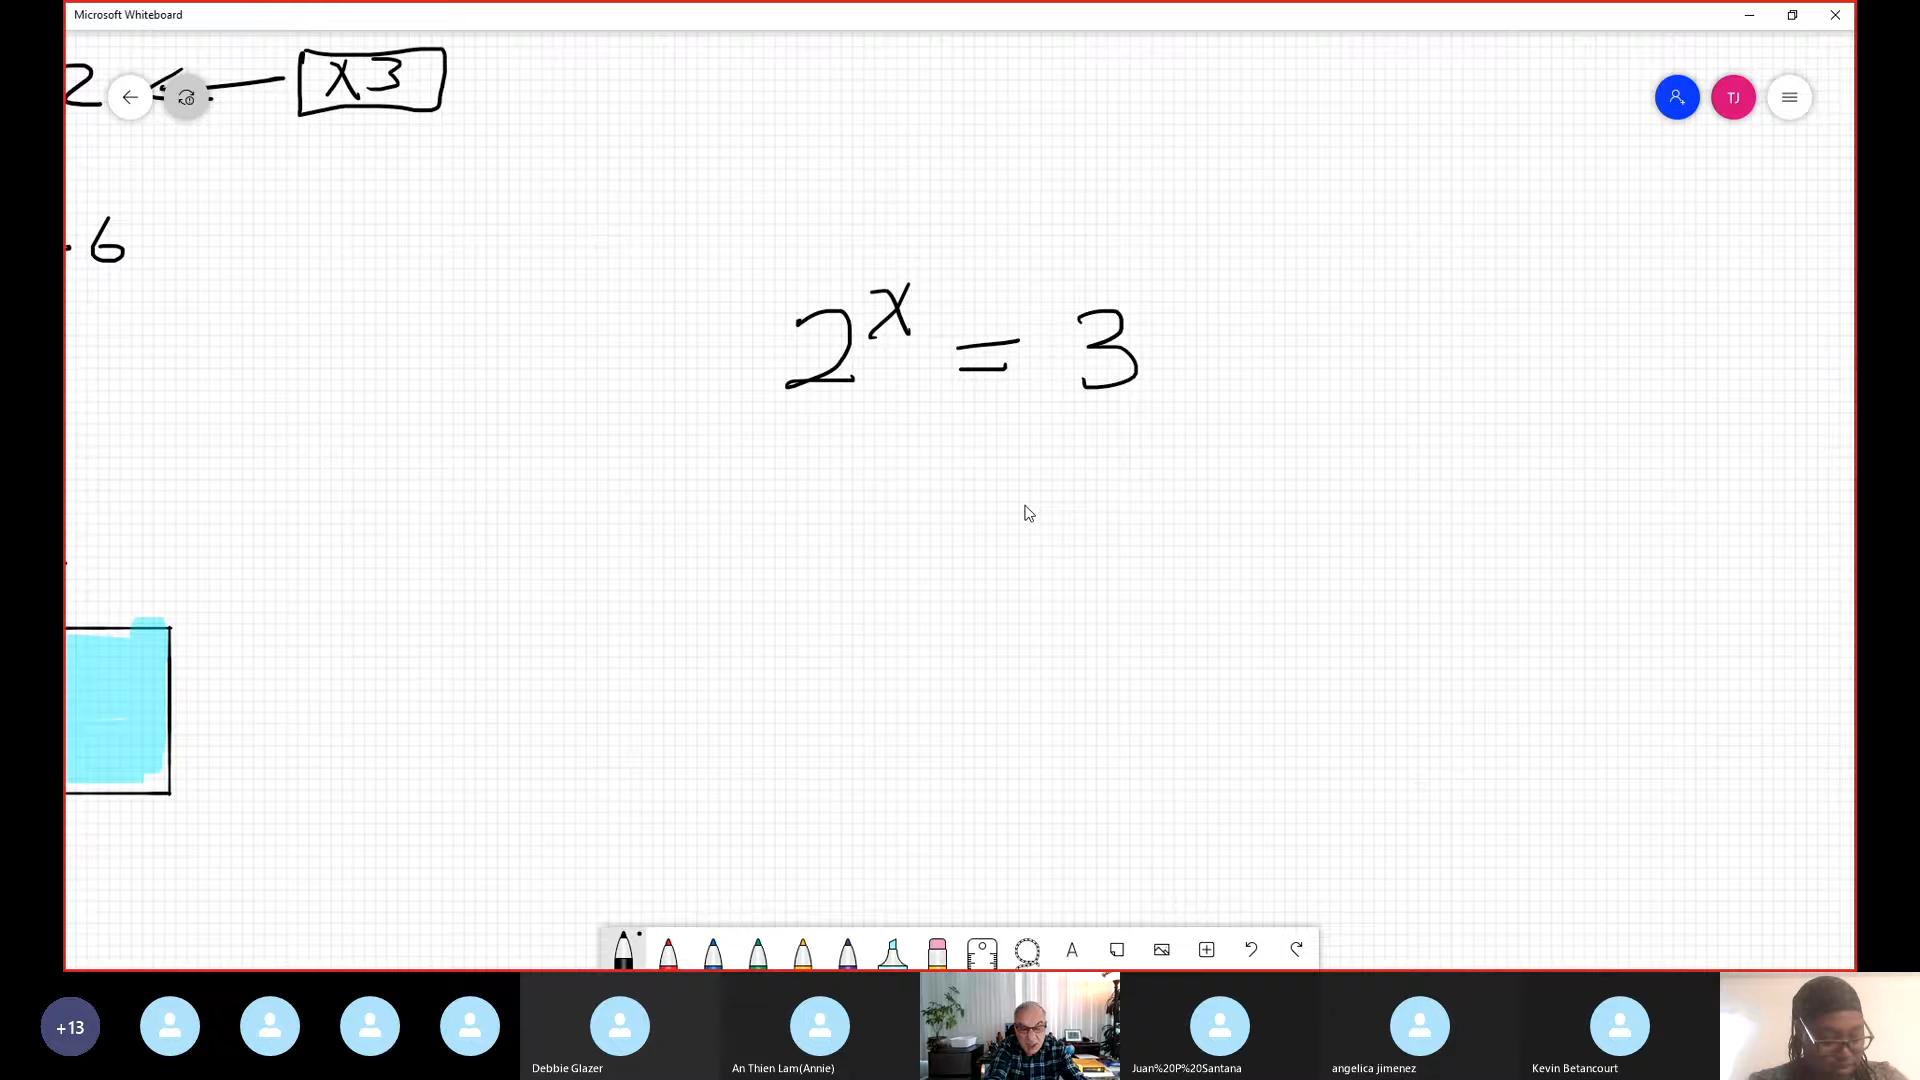 Microsoft Whiteboard
2 ← x3
TJ
· 6
2^x = 3
A
+13
Debbie Glazer
An Thien Lam(Annie)
Juan%20P%20Santana
angelica jimenez
Kevin Betancourt